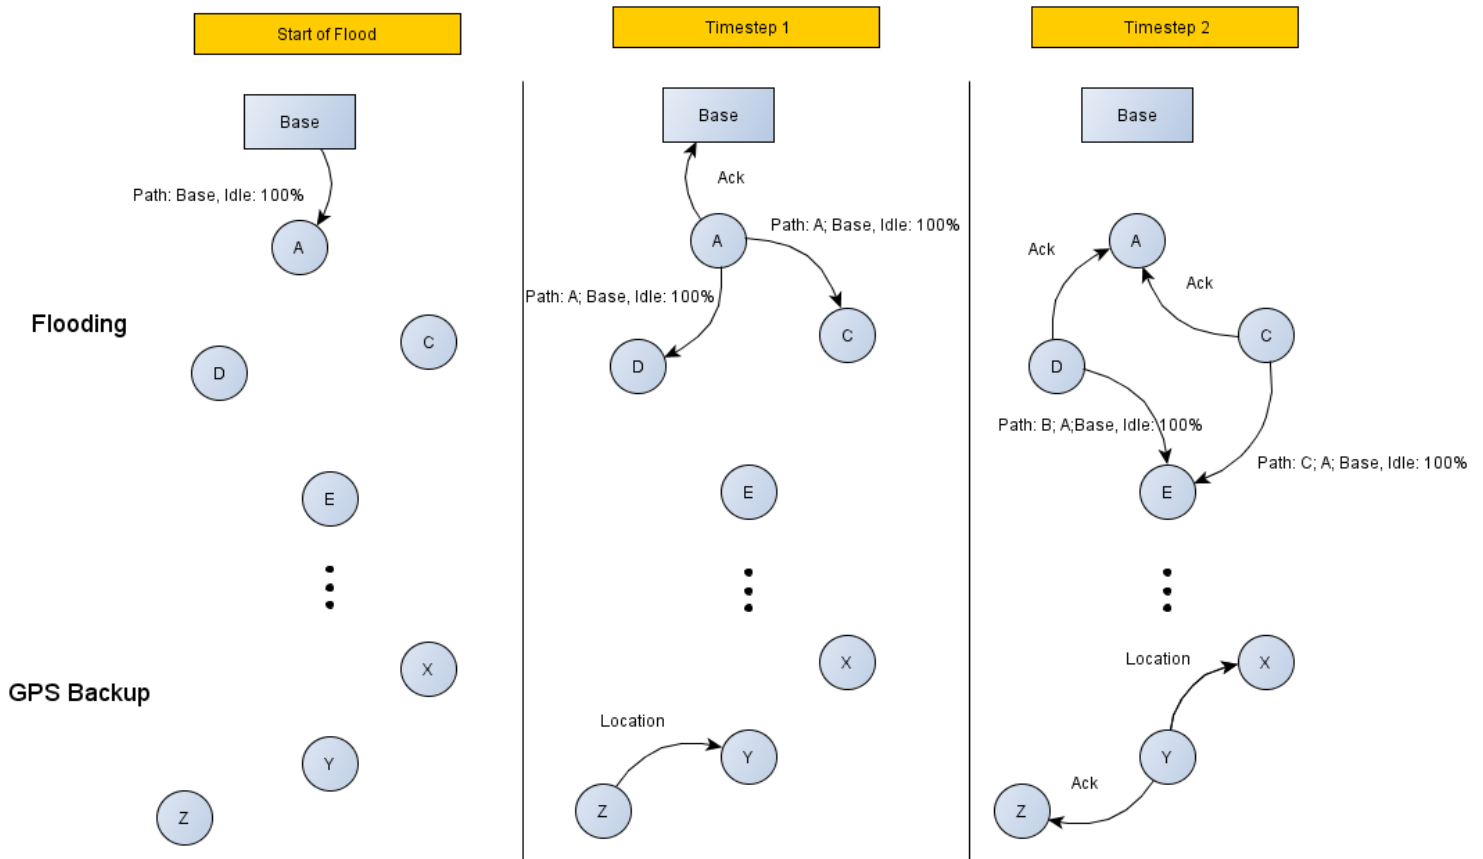 Start of Flood
Timestep 1
Timestep 2
Base
Base
Base
Path: Base, Idle: 100%
Ack
A
A
Path: A; Base, Idle: 100%
A
Ack
Ack
Path: A; Base, Idle: 100%
Flooding
C
C
C
D
D
D
Path: B; A;Base, Idle: 100%
Path: C; A; Base, Idle: 100%
E
E
E
X
X
Location
X
GPS Backup
Location
Y
Y
Y
Ack
Z
Z
Z